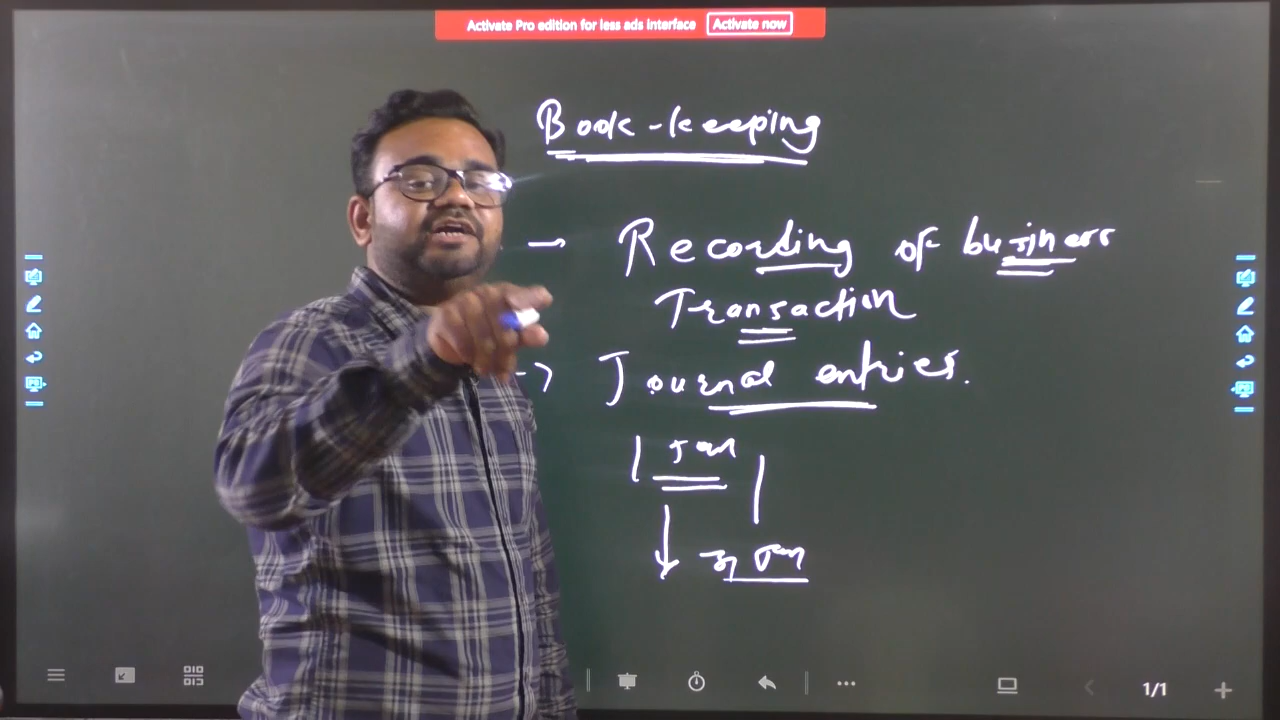 Activate Pro edition for less ads interface Activate now
Book-keeping
→ Recording of business
Transaction
→ Journal entries.
1 Jan
↓ 31 Jan
1/1